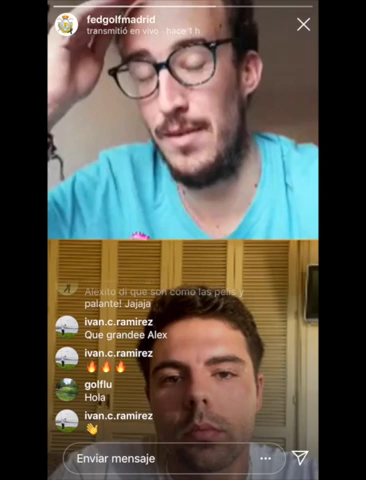 fedgolfmadrid
transmitió en vivo · hace 1 h
Alexito di que son como las pelis y
palante! Jajaja
ivan.c.ramirez
Que grandee Alex
ivan.c.ramirez
🔥🔥🔥
golflu
Hola
ivan.c.ramirez
👋
Enviar mensaje